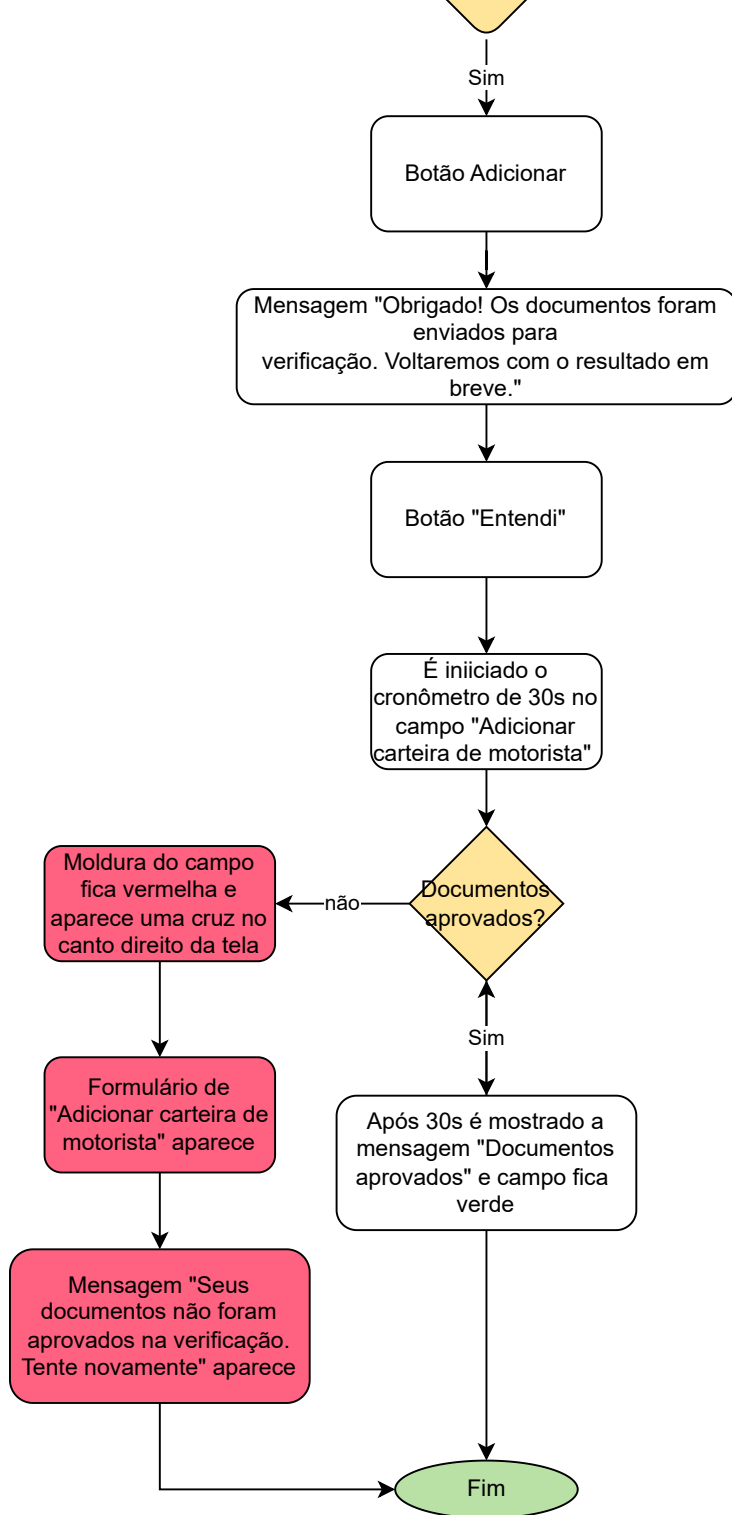 Sim
Botão Adicionar
Mensagem "Obrigado! Os documentos foram
enviados para
verificação. Voltaremos com o resultado em
breve."
Botão "Entendi"
É iniiciado o
cronômetro de 30s no
campo "Adicionar
carteira de motorista"
Documentos
aprovados?
não
Moldura do campo
fica vermelha e
aparece uma cruz no
canto direito da tela
Sim
Formulário de
"Adicionar carteira de
motorista" aparece
Após 30s é mostrado a
mensagem "Documentos
aprovados" e campo fica
verde
Mensagem "Seus
documentos não foram
aprovados na verificação.
Tente novamente" aparece
Fim